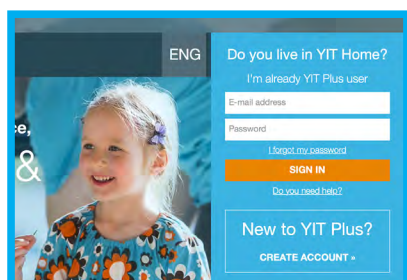 ENG
Do you live in YIT Home?
I'm already YIT Plus user
E-mail address
Password
I forgot my password
SIGN IN
Do you need help?
New to YIT Plus?
CREATE ACCOUNT »
e,
&